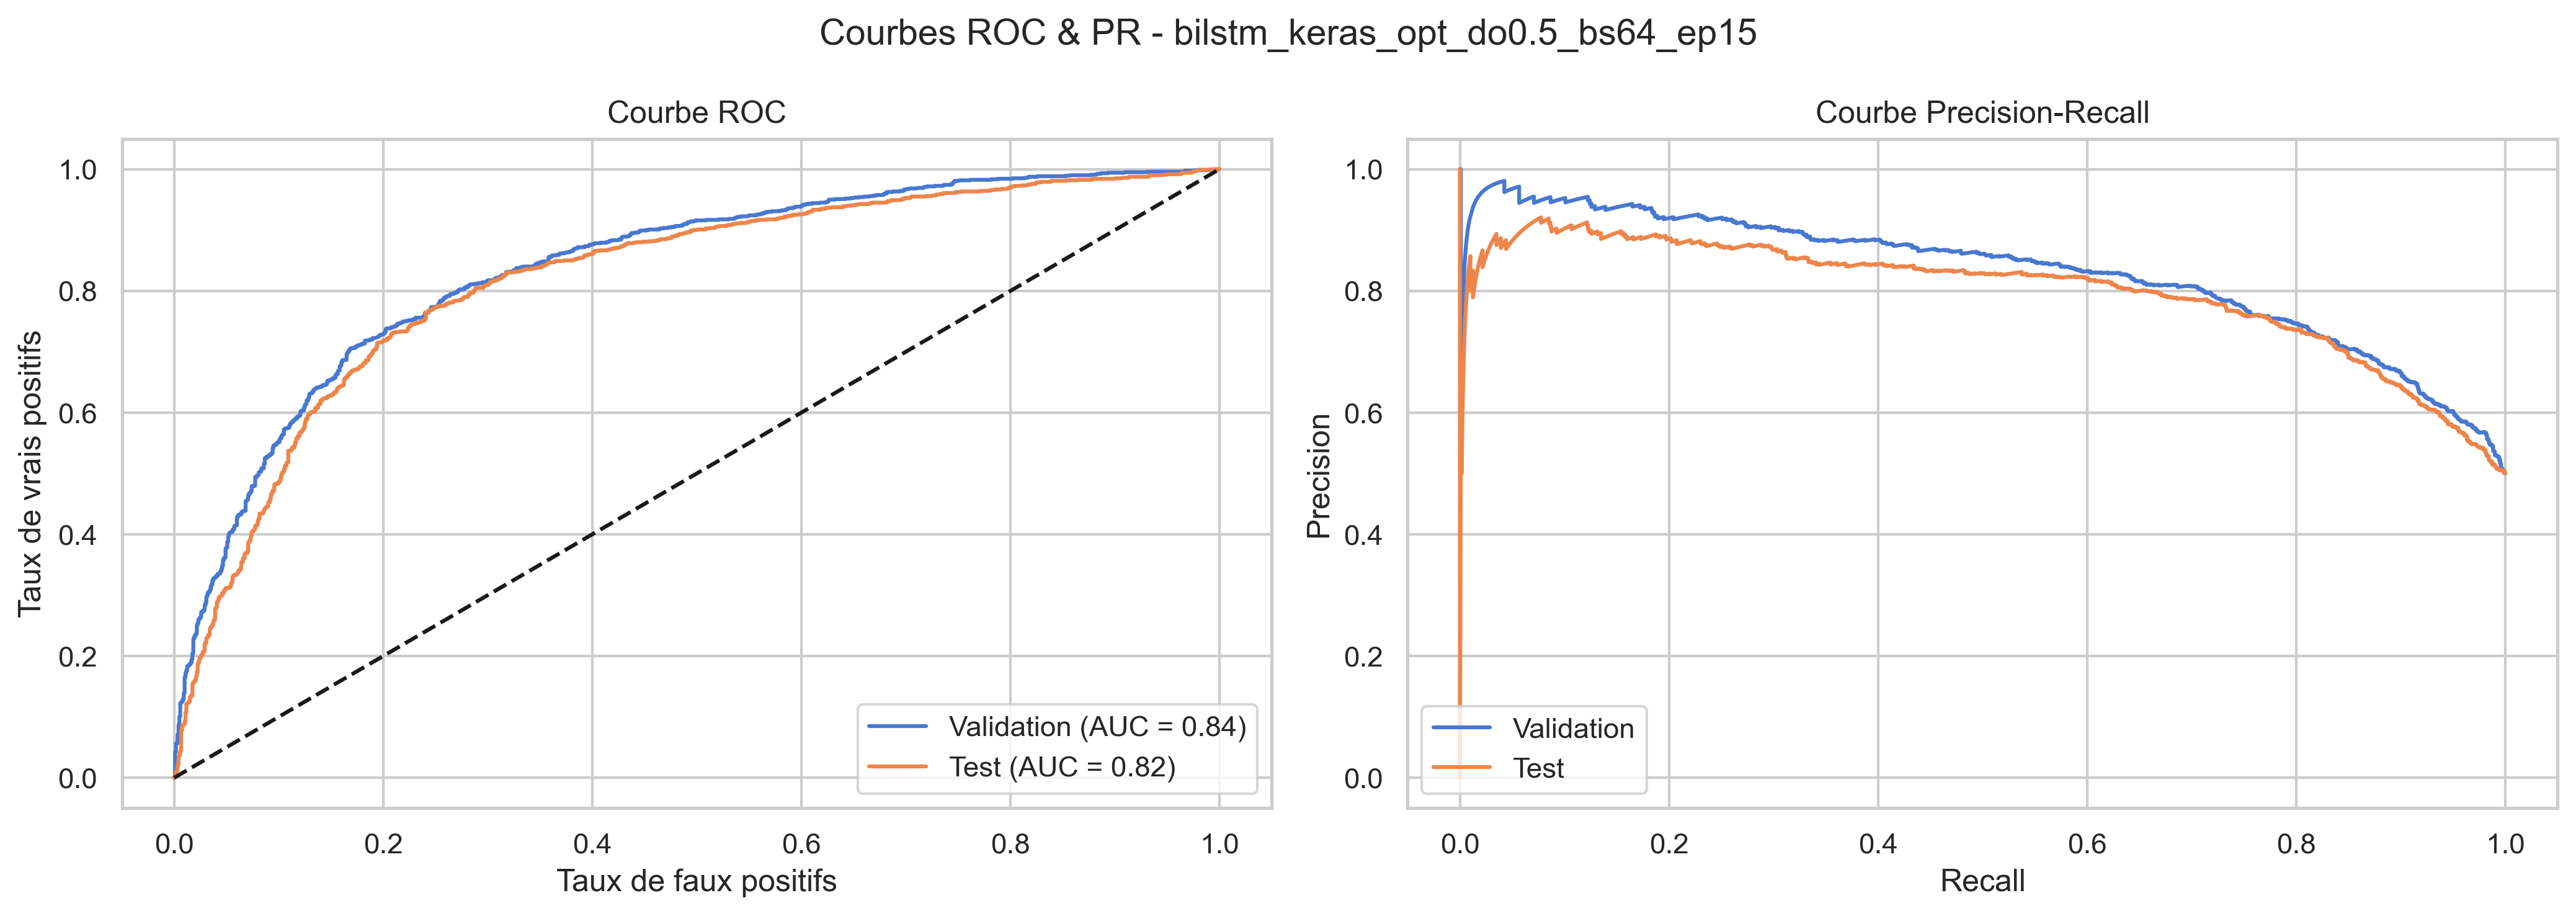 Courbes ROC & PR - bilstm_keras_opt_do0.5_bs64_ep15
Courbe ROC
1.0
0.8
0.6
0.4
0.2
0.0
Taux de vrais positifs
Validation (AUC = 0.84)
Test (AUC = 0.82)
0.0 0.2 0.4 0.6 0.8 1.0
Taux de faux positifs
Courbe Precision-Recall
1.0
0.8
0.6
0.4
0.2
0.0
Precision
Validation
Test
0.0 0.2 0.4 0.6 0.8 1.0
Recall